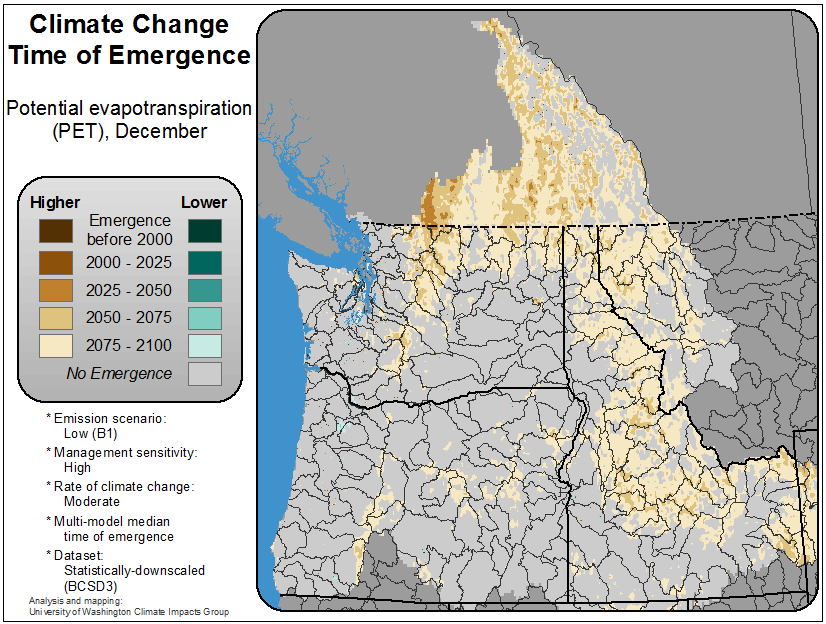 Climate Change
Time of Emergence
Potential evapotranspiration
(PET), December
Higher Lower
Emergence
before 2000
2000 - 2025
2025 - 2050
2050 - 2075
2075 - 2100
No Emergence
* Emission scenario:
Low (B1)
* Management sensitivity:
High
* Rate of climate change:
Moderate
* Multi-model median
time of emergence
* Dataset:
Statistically-downscaled
(BCSD3)
Analysis and mapping:
University of Washington Climate Impacts Group